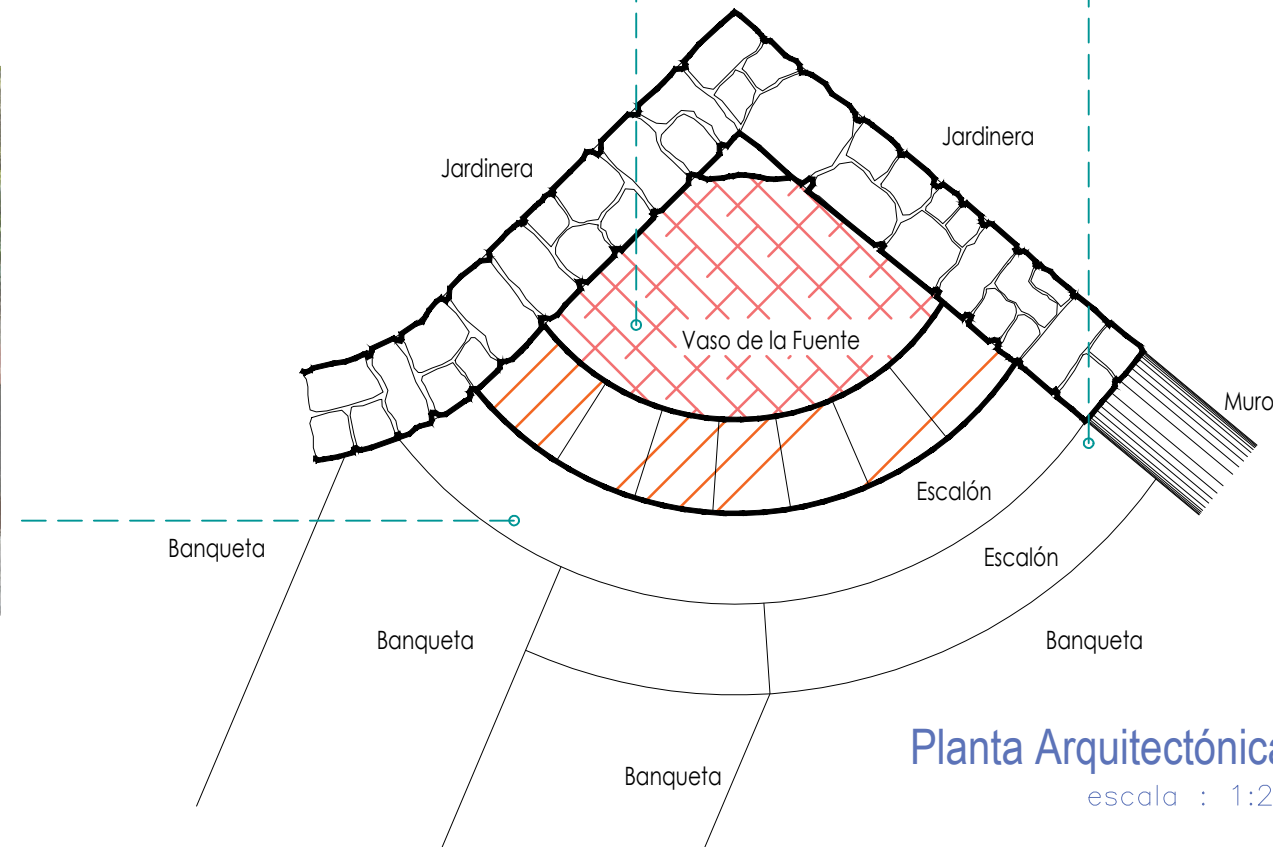 Jardinera
Jardinera
Vaso de la Fuente
Muro
Escalón
Banqueta
Escalón
Banqueta
Banqueta
Planta Arquitectónica
escala : 1:2
Banqueta